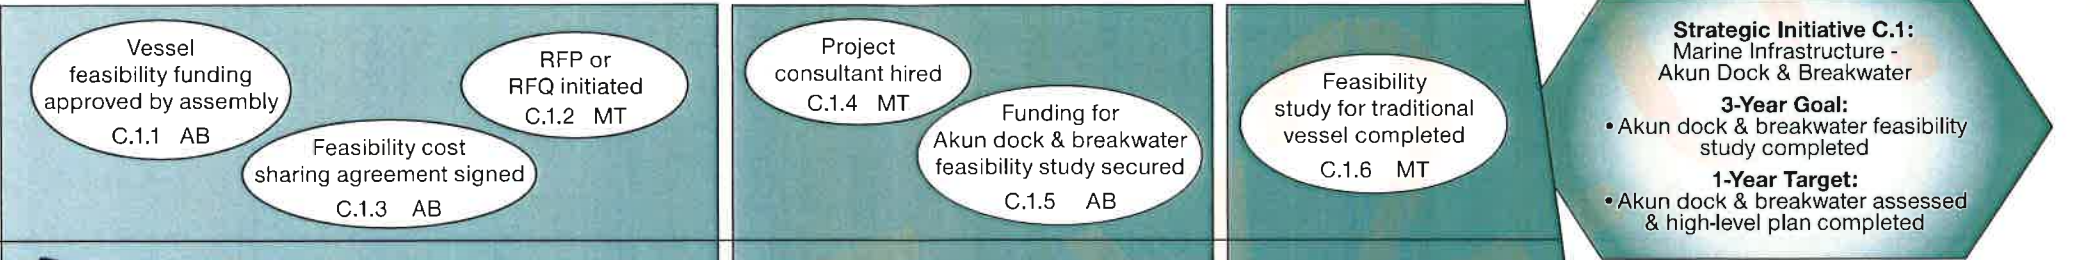 Vessel
feasibility funding
approved by assembly
C.1.1 AB
Feasibility cost
sharing agreement signed
C.1.3 AB
RFP or
RFQ initiated
C.1.2 MT
Project
consultant hired
C.1.4 MT
Funding for
Akun dock & breakwater
feasibility study secured
C.1.5 AB
Feasibility
study for traditional
vessel completed
C.1.6 MT
Strategic Initiative C.1:
Marine Infrastructure -
Akun Dock & Breakwater
3-Year Goal:
• Akun dock & breakwater feasibility
study completed
1-Year Target:
• Akun dock & breakwater assessed
& high-level plan completed